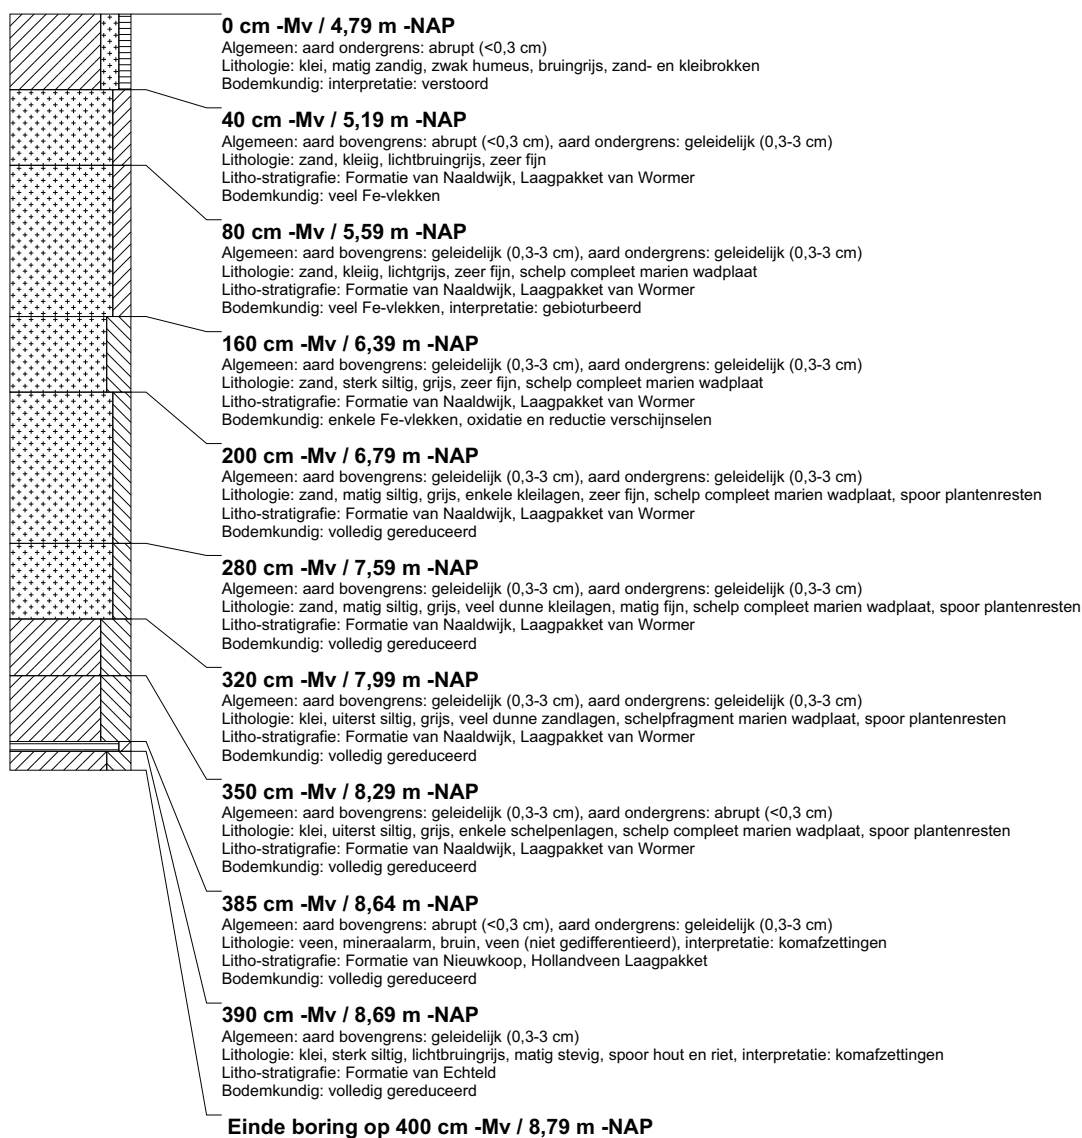 0 cm -Mv / 4,79 m -NAP
Algemeen: aard ondergrens: abrupt (<0,3 cm)
Lithologie: klei, matig zandig, zwak humeus, bruingrijs, zand- en kleibrokken
Bodemkundig: interpretatie: verstoord
40 cm -Mv / 5,19 m -NAP
Algemeen: aard bovengrens: abrupt (<0,3 cm), aard ondergrens: geleidelijk (0,3-3 cm)
Lithologie: zand, kleiig, lichtbruingrijs, zeer fijn
Litho-stratigrafie: Formatie van Naaldwijk, Laagpakket van Wormer
Bodemkundig: veel Fe-vlekken
80 cm -Mv / 5,59 m -NAP
Algemeen: aard bovengrens: geleidelijk (0,3-3 cm), aard ondergrens: geleidelijk (0,3-3 cm)
Lithologie: zand, kleiig, lichtgrijs, zeer fijn, schelp compleet marien wadplaat
Litho-stratigrafie: Formatie van Naaldwijk, Laagpakket van Wormer
Bodemkundig: veel Fe-vlekken, interpretatie: gebioturbeerd
160 cm -Mv / 6,39 m -NAP
Algemeen: aard bovengrens: geleidelijk (0,3-3 cm), aard ondergrens: geleidelijk (0,3-3 cm)
Lithologie: zand, sterk siltig, grijs, zeer fijn, schelp compleet marien wadplaat
Litho-stratigrafie: Formatie van Naaldwijk, Laagpakket van Wormer
Bodemkundig: enkele Fe-vlekken, oxidatie en reductie verschijnselen
200 cm -Mv / 6,79 m -NAP
Algemeen: aard bovengrens: geleidelijk (0,3-3 cm), aard ondergrens: geleidelijk (0,3-3 cm)
Lithologie: zand, matig siltig, grijs, enkele kleilagen, zeer fijn, schelp compleet marien wadplaat, spoor plantenresten
Litho-stratigrafie: Formatie van Naaldwijk, Laagpakket van Wormer
Bodemkundig: volledig gereduceerd
280 cm -Mv / 7,59 m -NAP
Algemeen: aard bovengrens: geleidelijk (0,3-3 cm), aard ondergrens: geleidelijk (0,3-3 cm)
Lithologie: zand, matig siltig, grijs, veel dunne kleilagen, matig fijn, schelp compleet marien wadplaat, spoor plantenresten
Litho-stratigrafie: Formatie van Naaldwijk, Laagpakket van Wormer
Bodemkundig: volledig gereduceerd
320 cm -Mv / 7,99 m -NAP
Algemeen: aard bovengrens: geleidelijk (0,3-3 cm), aard ondergrens: geleidelijk (0,3-3 cm)
Lithologie: klei, uiterst siltig, grijs, veel dunne zandlagen, schelpfragment marien wadplaat, spoor plantenresten
Litho-stratigrafie: Formatie van Naaldwijk, Laagpakket van Wormer
Bodemkundig: volledig gereduceerd
350 cm -Mv / 8,29 m -NAP
Algemeen: aard bovengrens: geleidelijk (0,3-3 cm), aard ondergrens: abrupt (<0,3 cm)
Lithologie: klei, uiterst siltig, grijs, enkele schelpenlagen, schelp compleet marien wadplaat, spoor plantenresten
Litho-stratigrafie: Formatie van Naaldwijk, Laagpakket van Wormer
Bodemkundig: volledig gereduceerd
385 cm -Mv / 8,64 m -NAP
Algemeen: aard bovengrens: abrupt (<0,3 cm), aard ondergrens: geleidelijk (0,3-3 cm)
Lithologie: veen, mineraalarm, bruin, veen (niet gedifferentieerd), interpretatie: komafzettingen
Litho-stratigrafie: Formatie van Nieuwkoop, Hollandveen Laagpakket
Bodemkundig: volledig gereduceerd
390 cm -Mv / 8,69 m -NAP
Algemeen: aard bovengrens: geleidelijk (0,3-3 cm)
Lithologie: klei, sterk siltig, lichtbruingrijs, matig stevig, spoor hout en riet, interpretatie: komafzettingen
Litho-stratigrafie: Formatie van Echteld
Bodemkundig: volledig gereduceerd
Einde boring op 400 cm -Mv / 8,79 m -NAP